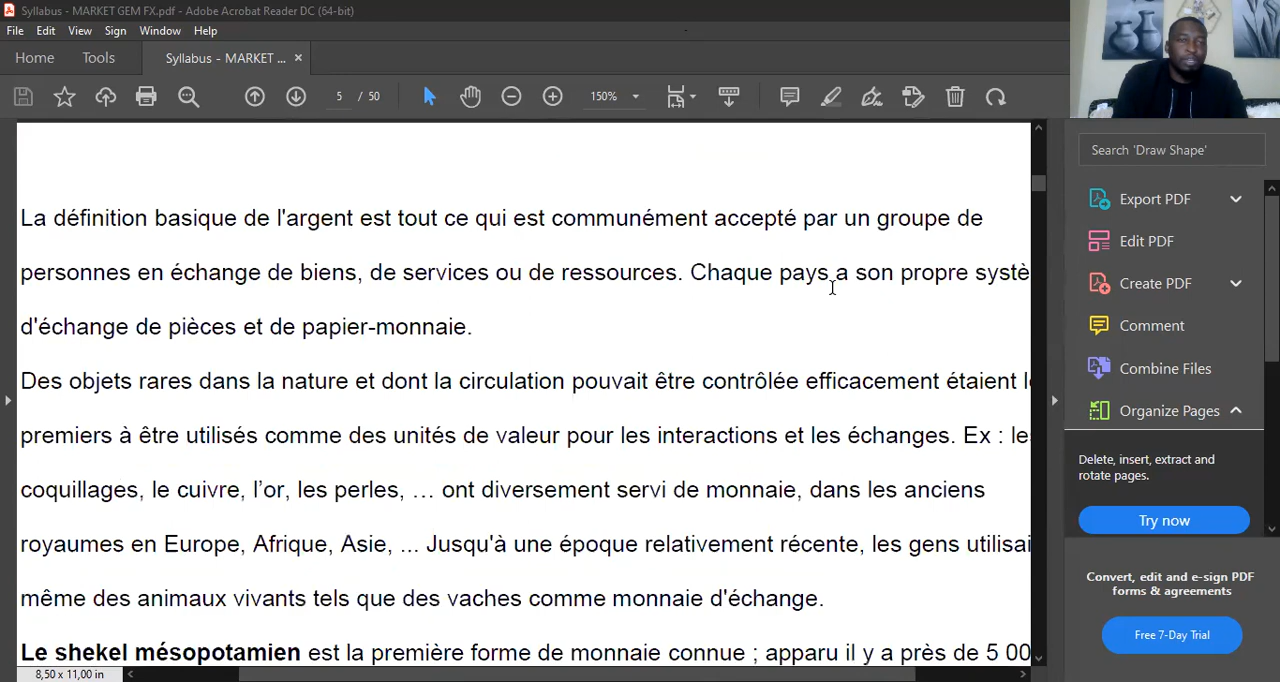 Syllabus - MARKET GEM FX.pdf - Adobe Acrobat Reader DC (64-bit)
File Edit View Sign Window Help
Home Tools Syllabus - MARKET ... ×
5 / 50 150%
Search 'Draw Shape'
La définition basique de l'argent est tout ce qui est communément accepté par un groupe de
personnes en échange de biens, de services ou de ressources. Chaque pays a son propre systè
d'échange de pièces et de papier-monnaie.
Des objets rares dans la nature et dont la circulation pouvait être contrôlée efficacement étaient l
premiers à être utilisés comme des unités de valeur pour les interactions et les échanges. Ex : les
coquillages, le cuivre, l’or, les perles, … ont diversement servi de monnaie, dans les anciens
royaumes en Europe, Afrique, Asie, ... Jusqu'à une époque relativement récente, les gens utilisai
même des animaux vivants tels que des vaches comme monnaie d'échange.
Le shekel mésopotamien est la première forme de monnaie connue ; apparu il y a près de 5 00
8,50 x 11,00 in
Export PDF
Edit PDF
Create PDF
Comment
Combine Files
Organize Pages
Delete, insert, extract and
rotate pages.
Try now
Convert, edit and e-sign PDF
forms & agreements
Free 7-Day Trial